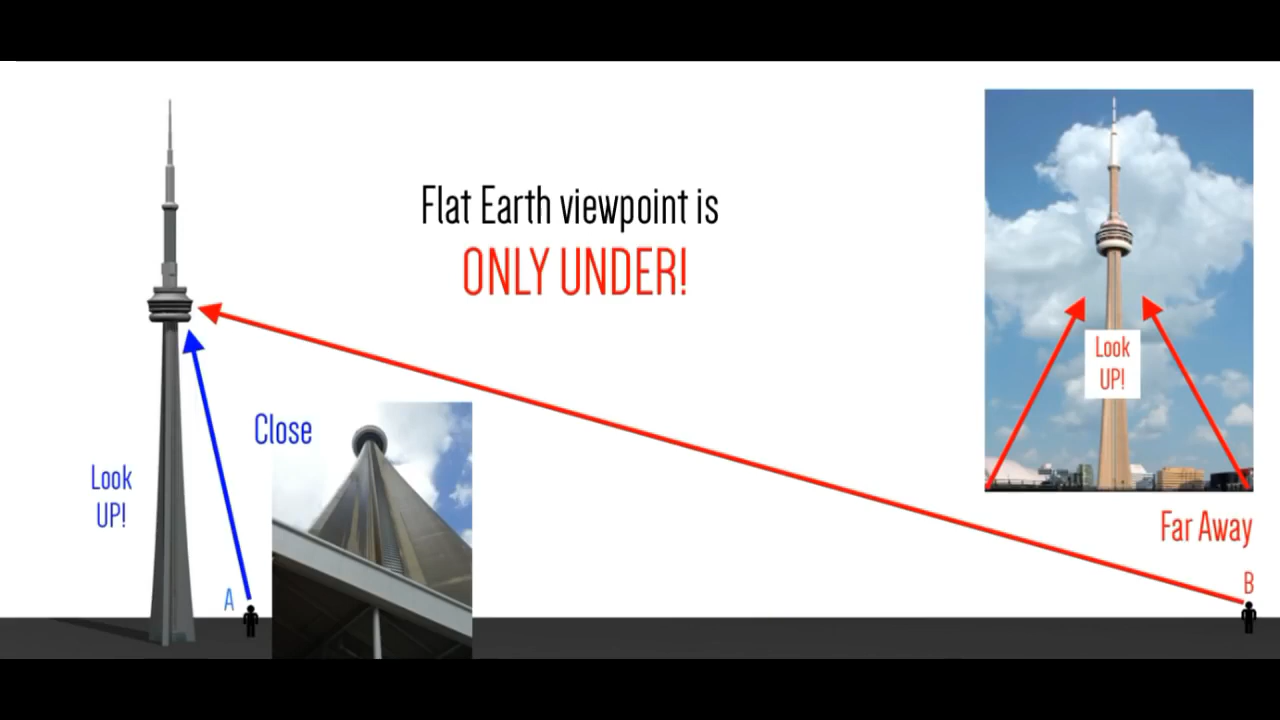 Flat Earth viewpoint is
ONLY UNDER!
Look
UP!
Close
Look
UP!
A
Far Away
B